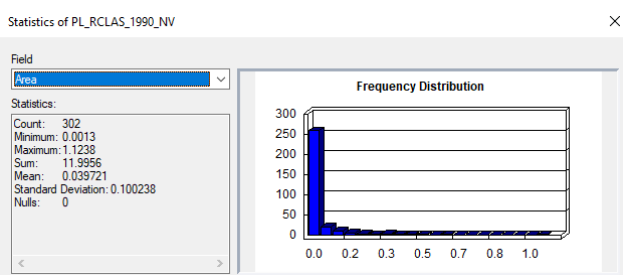 Statistics of PL_RCLAS_1990_NV
Field
Area
Statistics:
Count: 302
Minimum: 0.0013
Maximum: 1.1238
Sum: 11.9956
Mean: 0.039721
Standard Deviation: 0.100238
Nulls: 0
Frequency Distribution
300
250
200
150
100
50
0
0.0 0.2 0.3 0.5 0.7 0.8 1.0